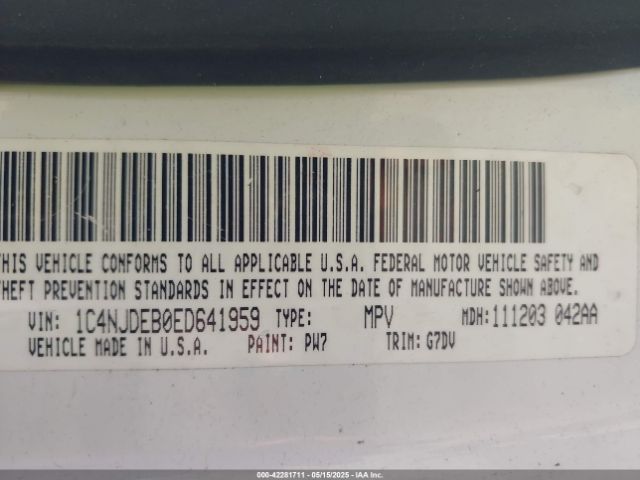 THIS VEHICLE CONFORMS TO ALL APPLICABLE U.S.A. FEDERAL MOTOR VEHICLE SAFETY AND
THEFT PREVENTION STANDARDS IN EFFECT ON THE DATE OF MANUFACTURE SHOWN ABOVE.
VIN: 1C4NJDEB0ED641959 TYPE: MPV MDH:111203 042AA
VEHICLE MADE IN U.S.A. PAINT: PW7 TRIM: G7DV
000-42281711 - 05/15/2025 - IAA Inc.